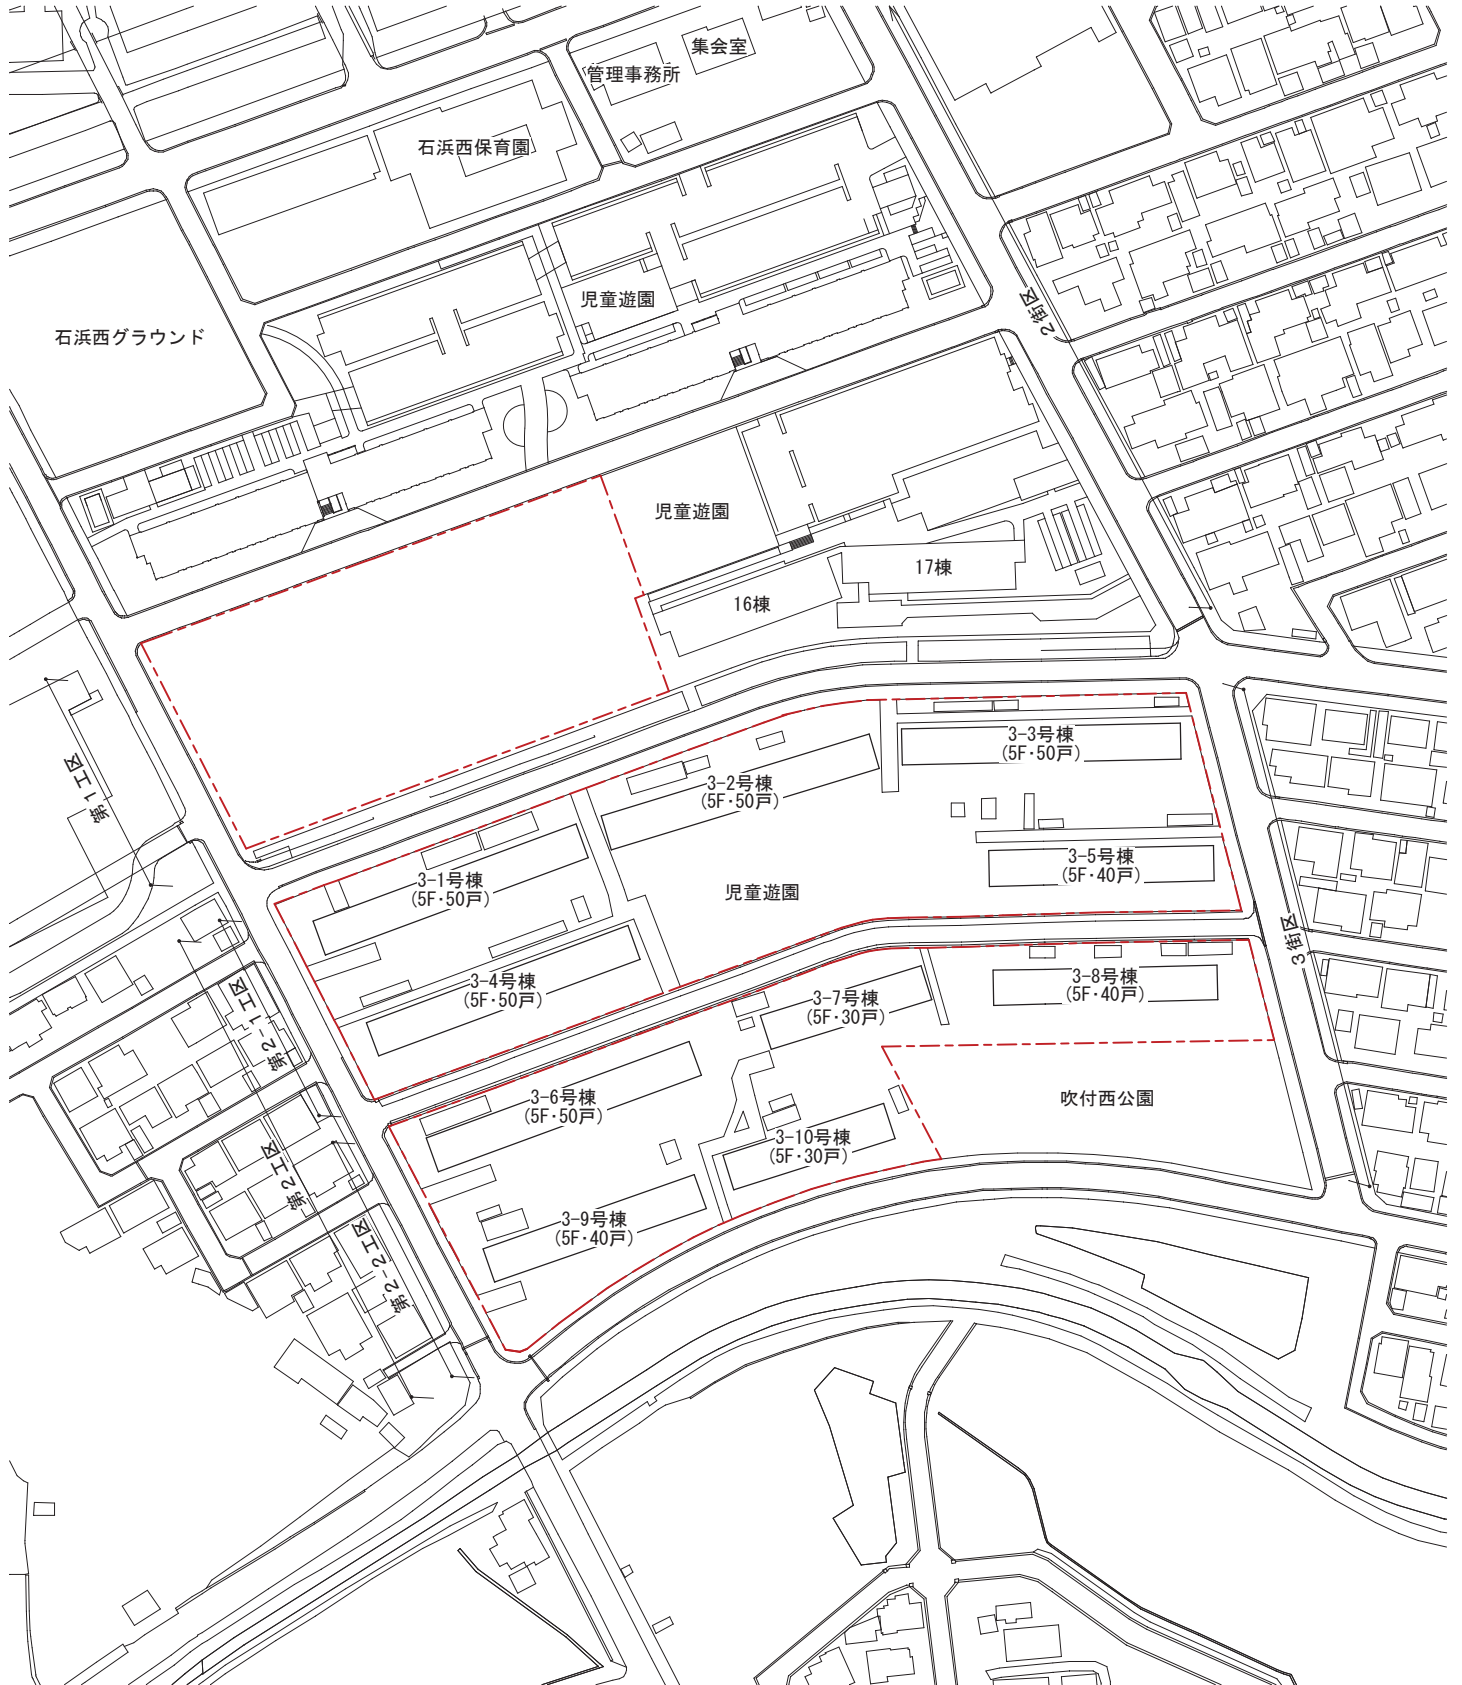 集会室
管理事務所
石浜西保育園
児童遊園
石浜西グラウンド
2街区
児童遊園
17棟
16棟
第1工区
3-3号棟
(5F・50戸)
3-2号棟
(5F・50戸)
3-5号棟
(5F・40戸)
3-1号棟
(5F・50戸)
児童遊園
3街区
3-4号棟
(5F・50戸)
3-8号棟
(5F・40戸)
3-7号棟
(5F・30戸)
第2-1工区
3-6号棟
(5F・50戸)
吹付西公園
3-10号棟
(5F・30戸)
第2工区
3-9号棟
(5F・40戸)
第2-2工区